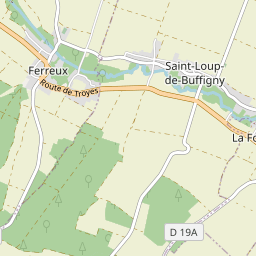 Saint-Loup-
de-Buffigny
Ferreux
Route de Troyes
La Fo
D 19A